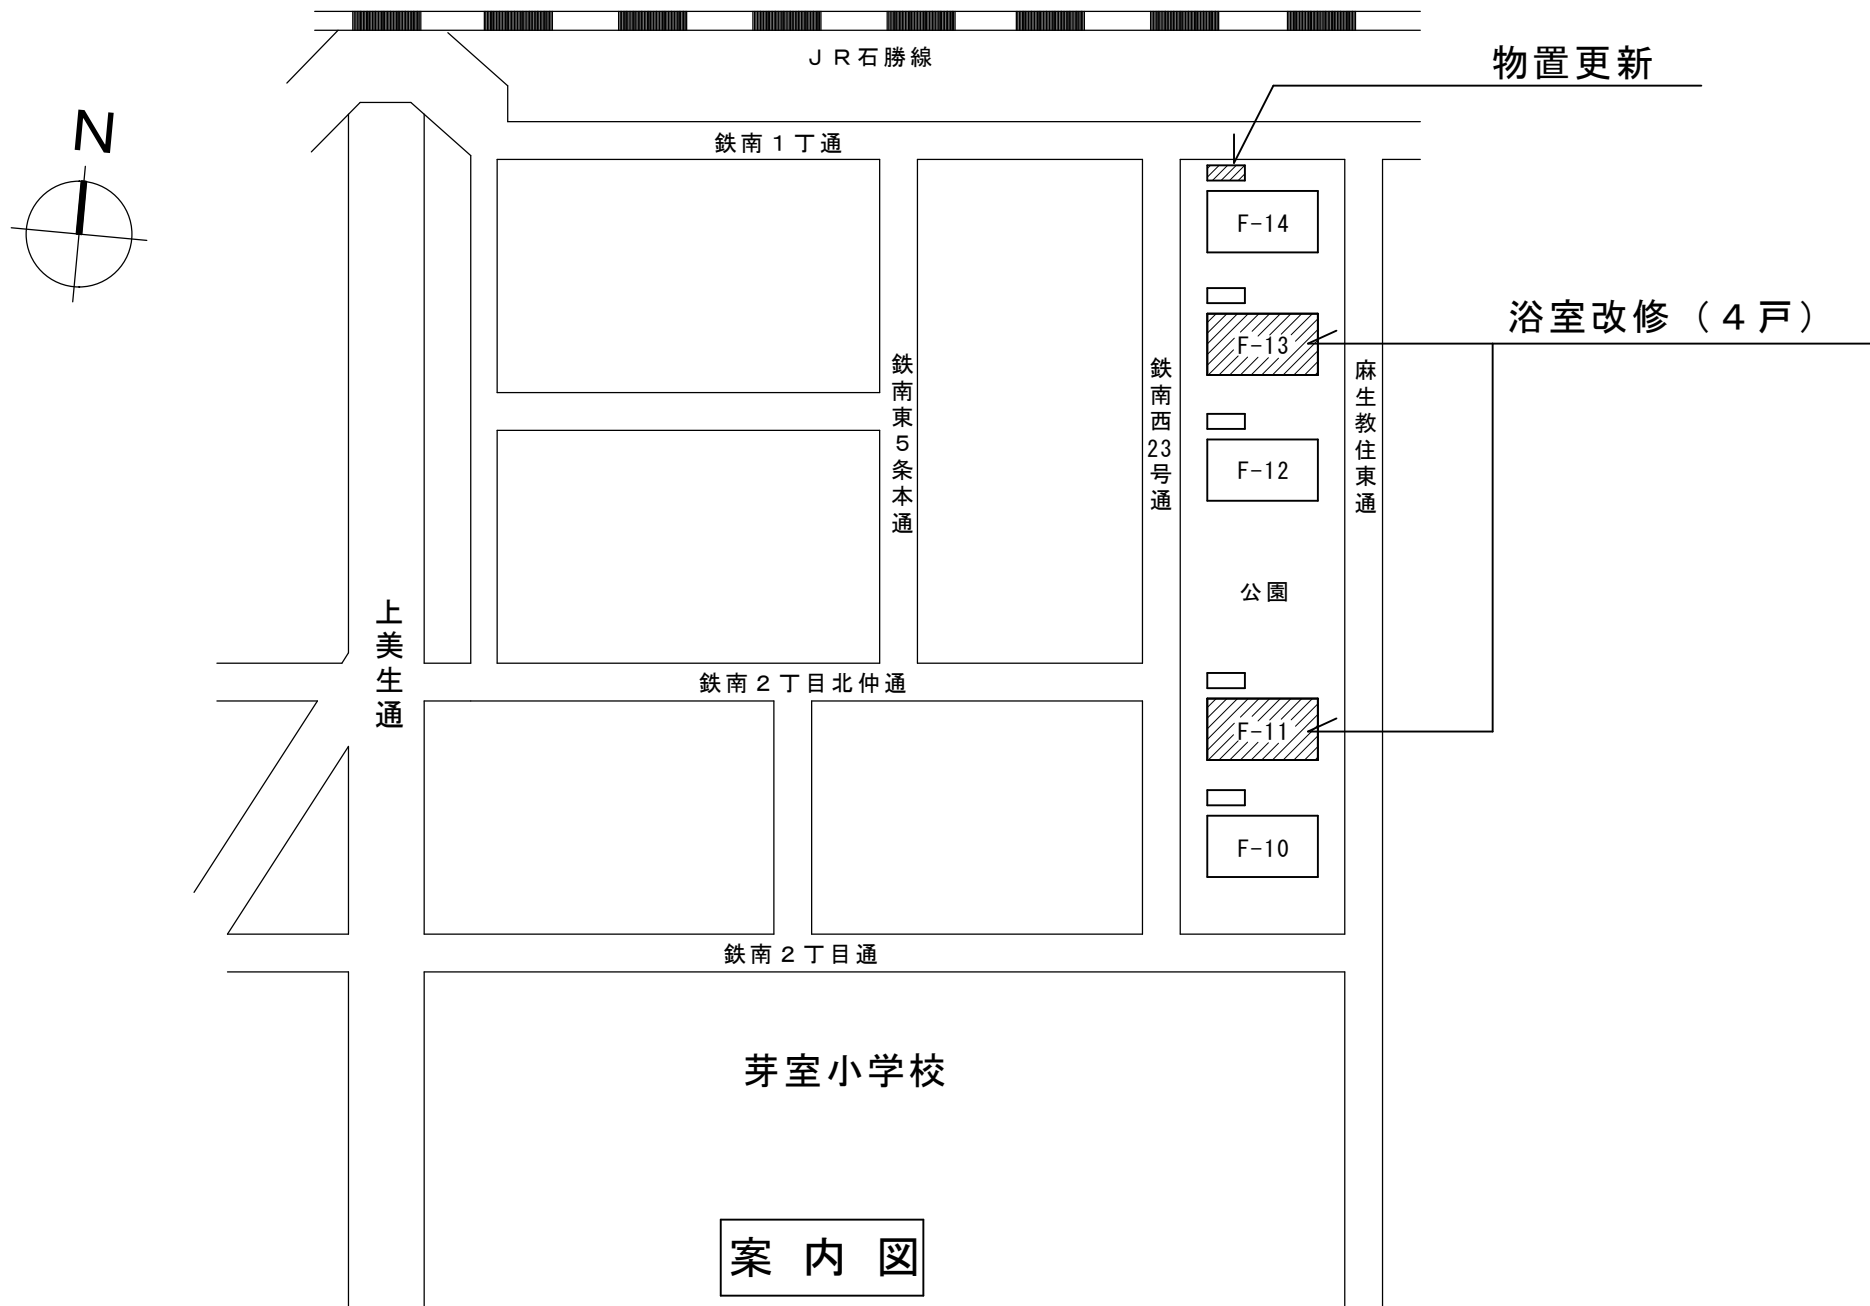 JR石勝線
物置更新
N
鉄南1丁通
F-14
浴室改修(4戸)
F-13
鉄南東5条本通
鉄南西23号通
麻生教住東通
F-12
公園
上美生通
鉄南2丁目北仲通
F-11
F-10
鉄南2丁目通
芽室小学校
案内図